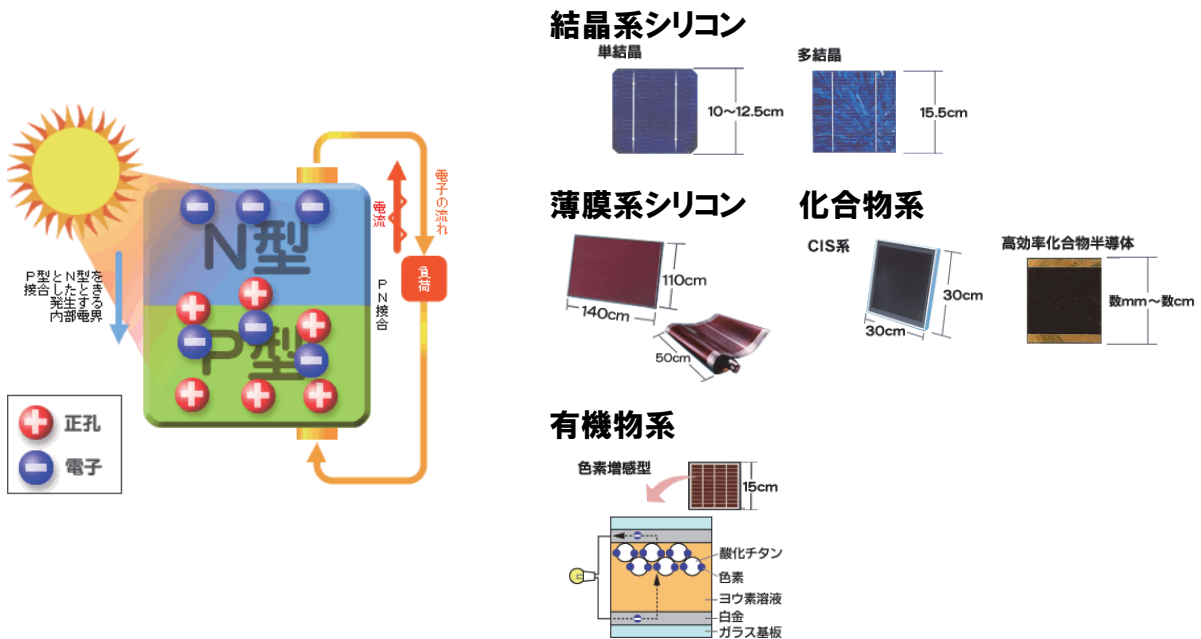 N型
P型
電流
電子の流れ
負荷
PN接合
P型とN型を
接合したとき
に発生する
内部電界
正孔
電子
結晶系シリコン
単結晶
10〜12.5cm
多結晶
15.5cm
薄膜系シリコン
110cm
140cm
50cm
化合物系
CIS系
30cm
30cm
高効率化合物半導体
数mm〜数cm
有機物系
色素増感型
15cm
酸化チタン
色素
ヨウ素溶液
白金
ガラス基板